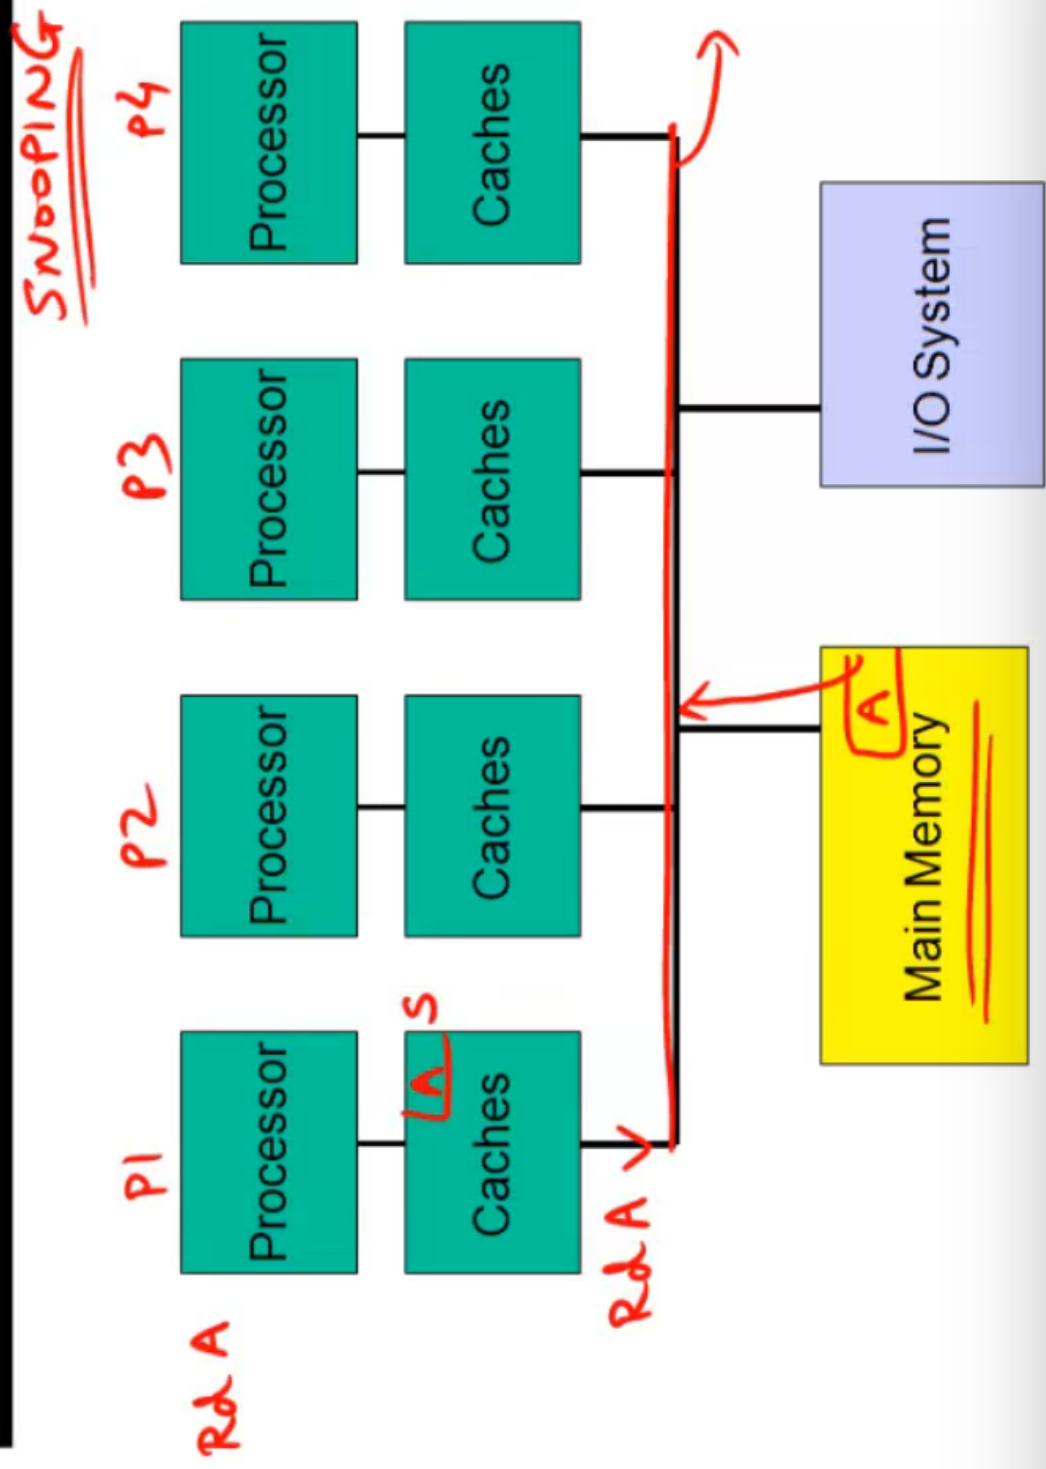 SNOOPING
P1 P2 P3 P4
Rd A
Processor Processor Processor Processor
A S
Caches Caches Caches Caches
Rd A
A
Main Memory
I/O System